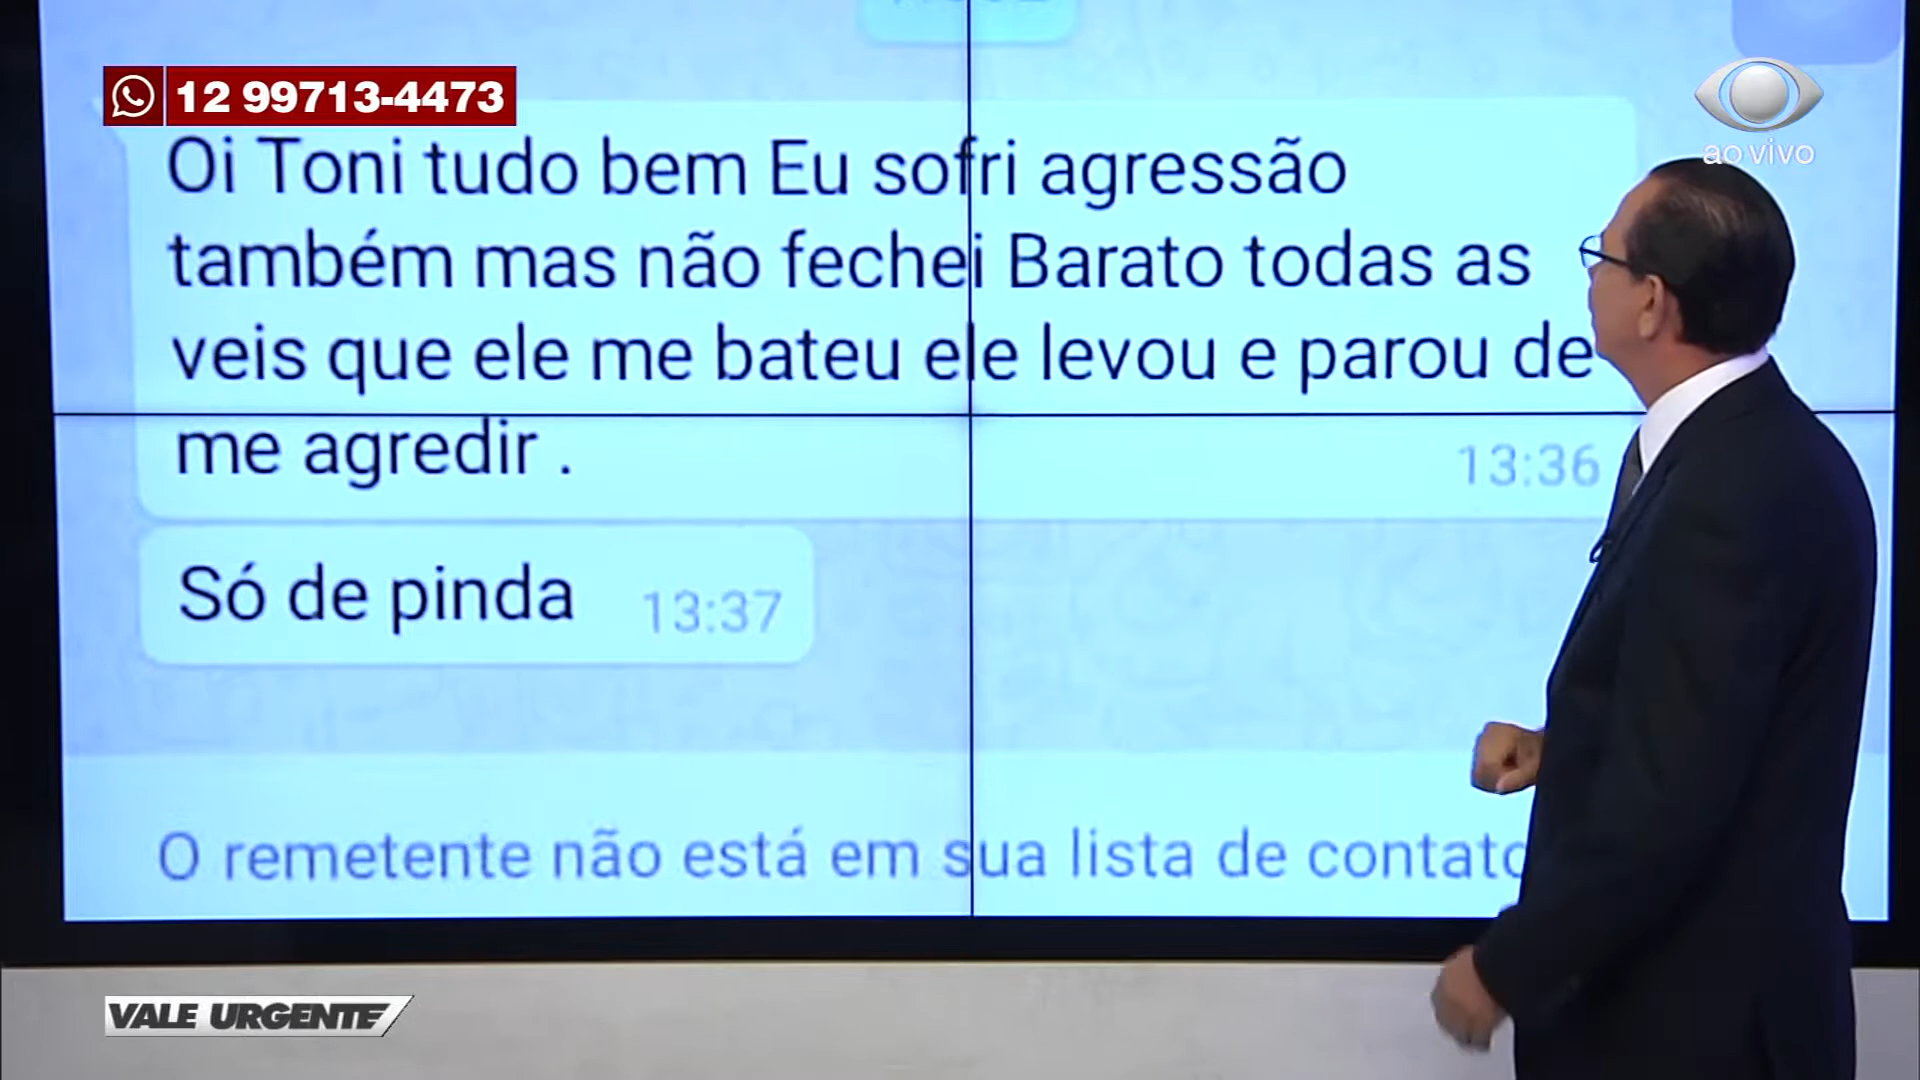 12 99713-4473
ao vivo
Oi Toni tudo bem Eu sofri agressão
também mas não fechei Barato todas as
veis que ele me bateu ele levou e parou de
me agredir .
13:36
Só de pinda 13:37
O remetente não está em sua lista de
VALE URGENTE